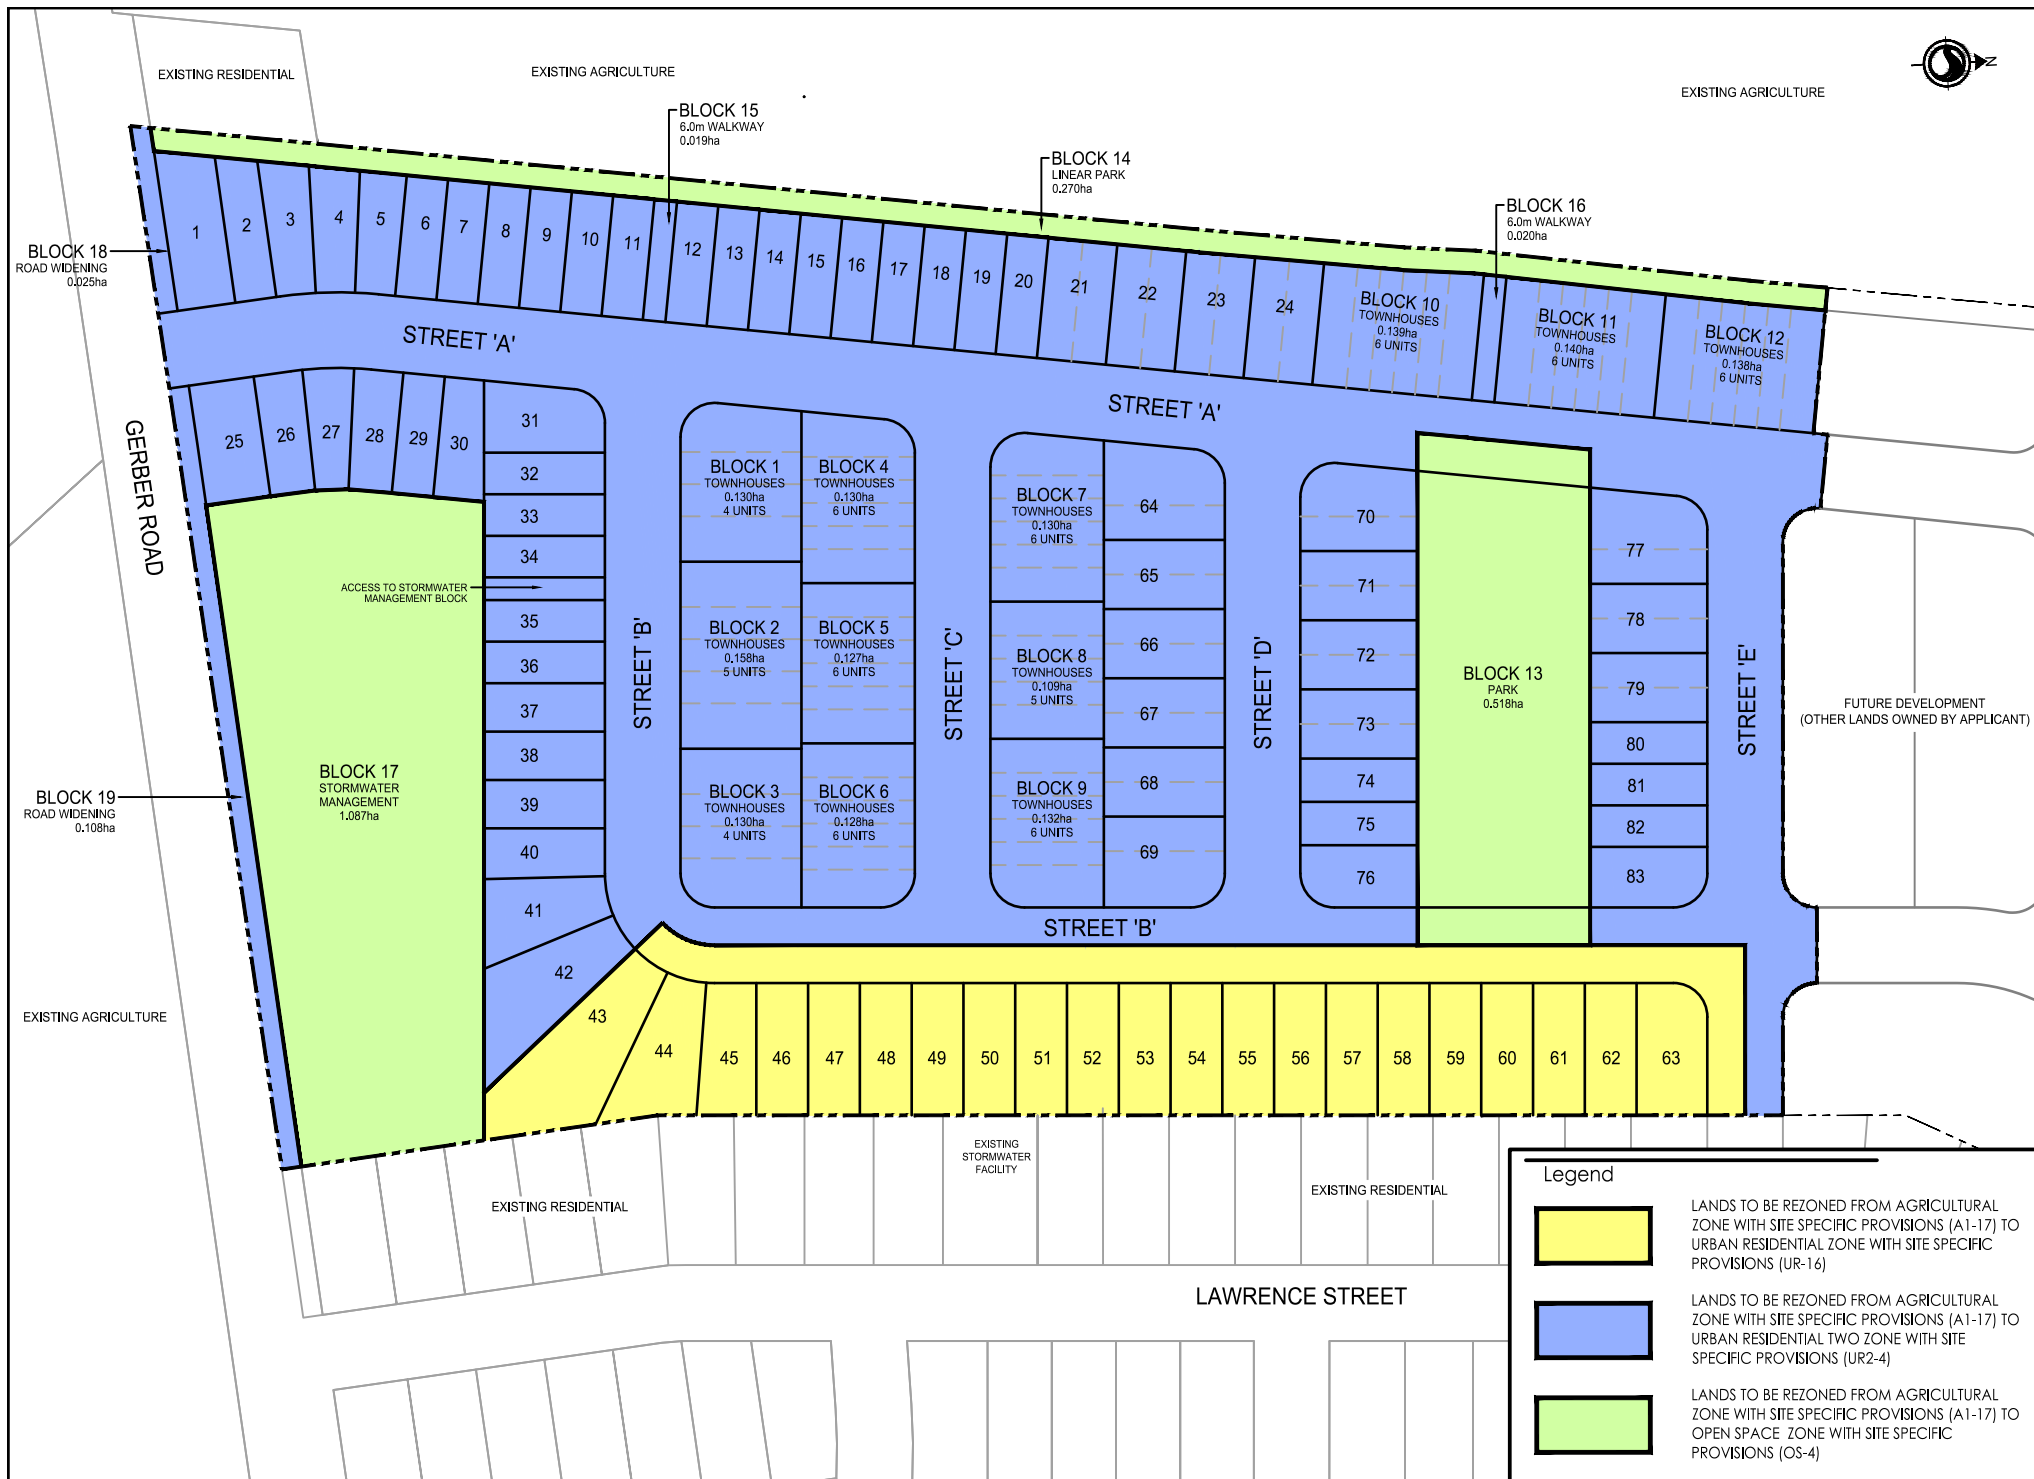 EXISTING RESIDENTIAL
EXISTING AGRICULTURE
EXISTING AGRICULTURE
N
BLOCK 15
6.0m WALKWAY
0.019ha
BLOCK 14
LINEAR PARK
0.270ha
BLOCK 16
6.0m WALKWAY
0.020ha
BLOCK 18
ROAD WIDENING
0.025ha
1
2
3
4
5
6
7
8
9
10
11
12
13
14
15
16
17
18
19
20
21
22
23
24
BLOCK 10
TOWNHOUSES
0.139ha
6 UNITS
BLOCK 11
TOWNHOUSES
0.140ha
6 UNITS
BLOCK 12
TOWNHOUSES
0.138ha
6 UNITS
STREET 'A'
STREET 'A'
GERBER ROAD
25
26
27
28
29
30
31
32
33
34
ACCESS TO STORMWATER
MANAGEMENT BLOCK
35
36
37
38
39
40
41
42
STREET 'B'
BLOCK 1
TOWNHOUSES
0.130ha
4 UNITS
BLOCK 4
TOWNHOUSES
0.130ha
6 UNITS
BLOCK 2
TOWNHOUSES
0.158ha
5 UNITS
BLOCK 5
TOWNHOUSES
0.127ha
6 UNITS
BLOCK 3
TOWNHOUSES
0.130ha
4 UNITS
BLOCK 6
TOWNHOUSES
0.128ha
6 UNITS
STREET 'C'
BLOCK 7
TOWNHOUSES
0.130ha
6 UNITS
BLOCK 8
TOWNHOUSES
0.109ha
5 UNITS
BLOCK 9
TOWNHOUSES
0.132ha
6 UNITS
64
65
66
67
68
69
STREET 'D'
70
71
72
73
74
75
76
BLOCK 13
PARK
0.518ha
77
78
79
80
81
82
83
STREET 'E'
FUTURE DEVELOPMENT
(OTHER LANDS OWNED BY APPLICANT)
BLOCK 17
STORMWATER
MANAGEMENT
1.087ha
BLOCK 19
ROAD WIDENING
0.108ha
STREET 'B'
EXISTING AGRICULTURE
43
44
45
46
47
48
49
50
51
52
53
54
55
56
57
58
59
60
61
62
63
EXISTING
STORMWATER
FACILITY
EXISTING RESIDENTIAL
EXISTING RESIDENTIAL
LAWRENCE STREET
Legend
LANDS TO BE REZONED FROM AGRICULTURAL
ZONE WITH SITE SPECIFIC PROVISIONS (A1-17) TO
URBAN RESIDENTIAL ZONE WITH SITE SPECIFIC
PROVISIONS (UR-16)
LANDS TO BE REZONED FROM AGRICULTURAL
ZONE WITH SITE SPECIFIC PROVISIONS (A1-17) TO
URBAN RESIDENTIAL TWO ZONE WITH SITE
SPECIFIC PROVISIONS (UR2-4)
LANDS TO BE REZONED FROM AGRICULTURAL
ZONE WITH SITE SPECIFIC PROVISIONS (A1-17) TO
OPEN SPACE ZONE WITH SITE SPECIFIC
PROVISIONS (OS-4)